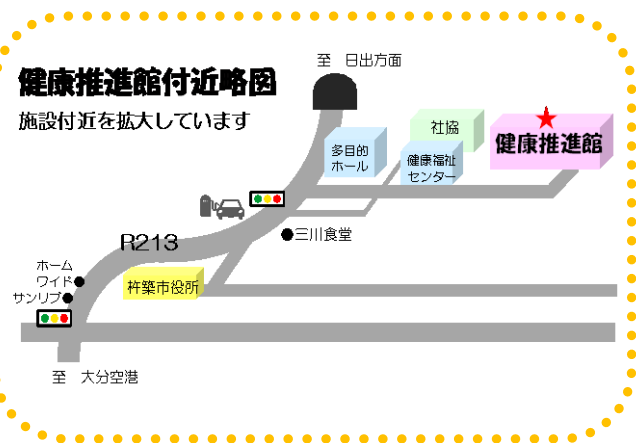 至　日出方面
健康推進館付近略図
施設付近を拡大しています
社協
健康推進館
多目的
ホール
健康福祉
センター
●三川食堂
R213
ホーム
ワイド●
サンリブ●
杵築市役所
至　大分空港